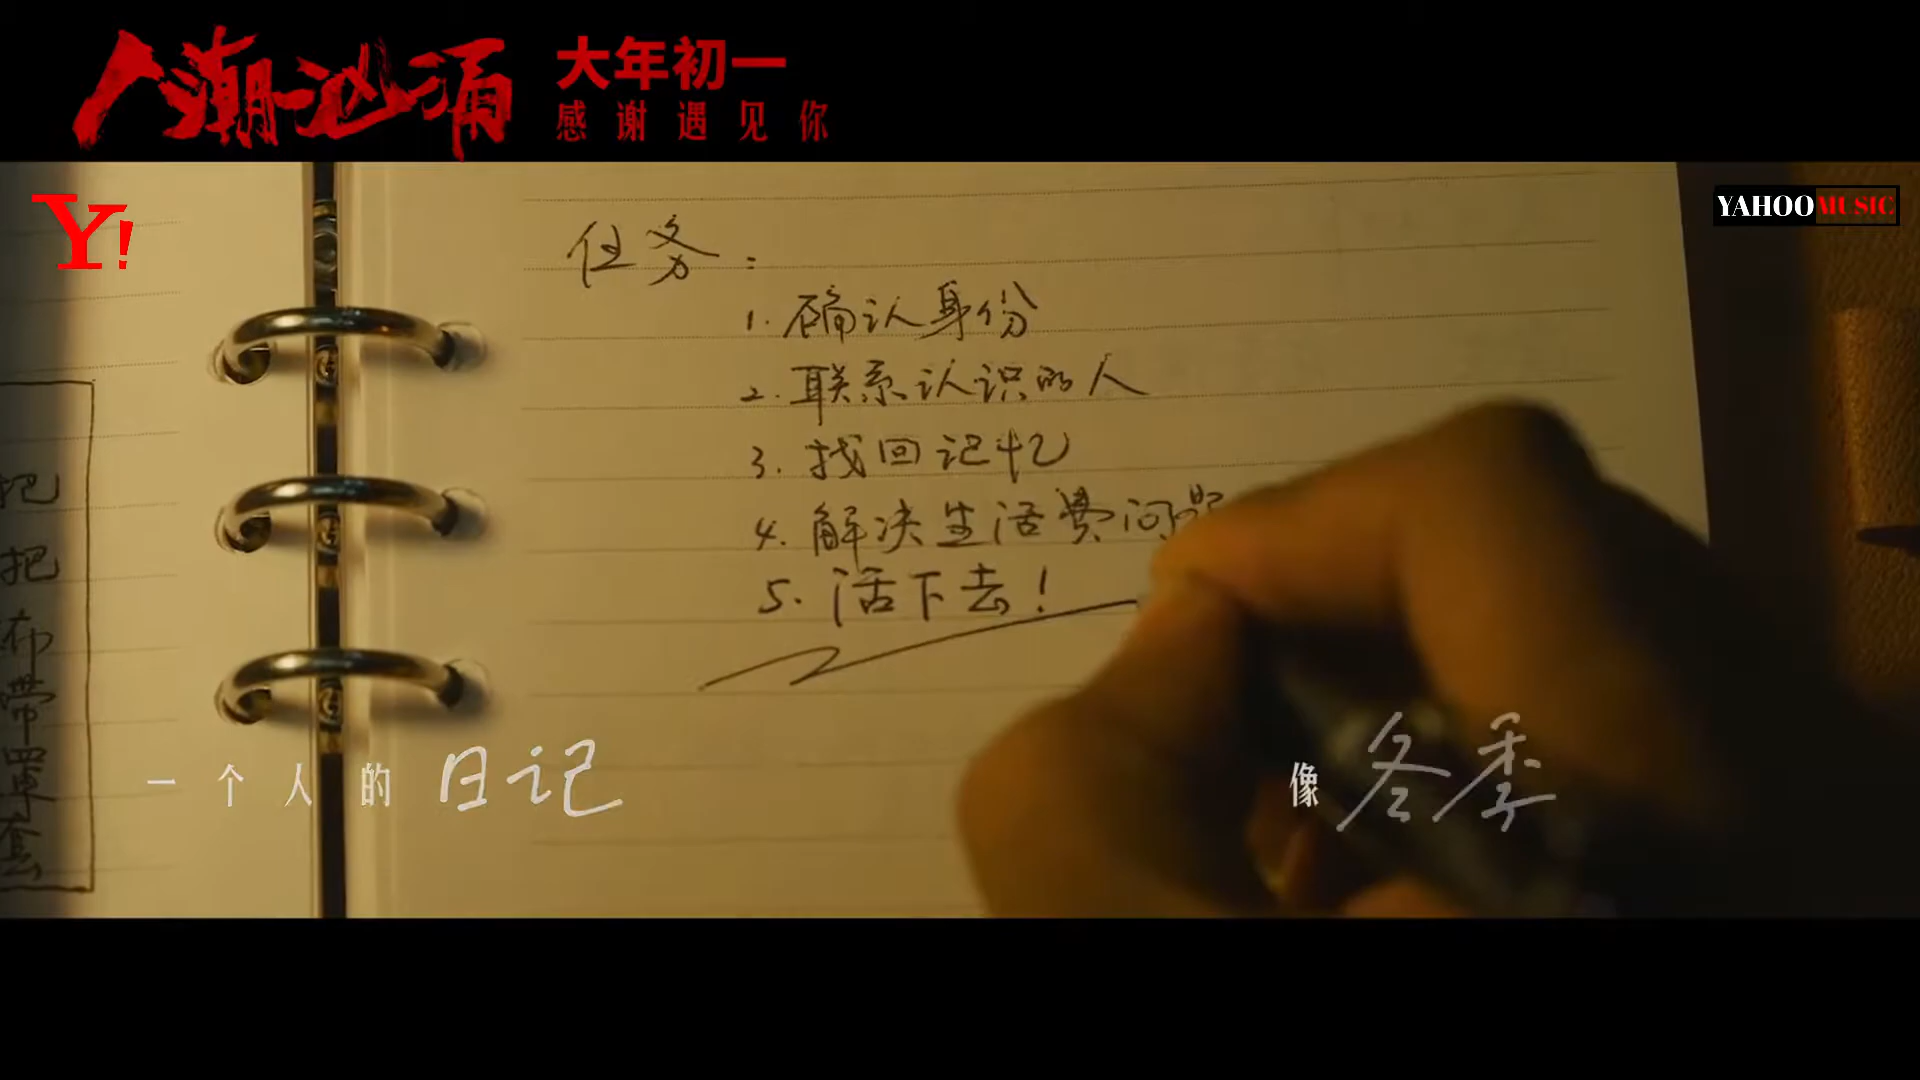 人潮汹涌
大年初一
感谢遇见你
Y!
YAHOO MUSIC
任务:
1. 确认身份
2. 联系认识的人
3. 找回记忆
4. 解决生活费问题
5. 活下去!
把
把
布
带
罩
套
一个人的日记
像冬季